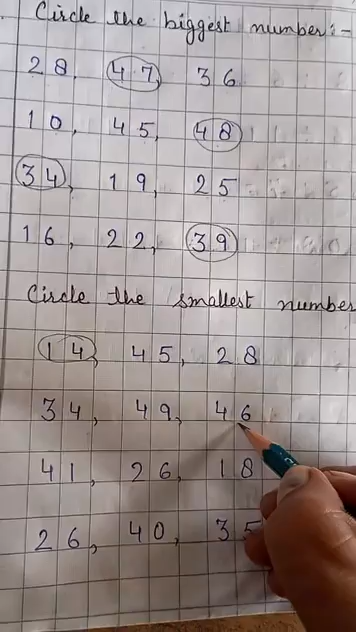 Circle the biggest number:-
28, 47, 36
10, 45, 48
34, 19, 25
16, 22, 39
Circle the smallest number
14, 45, 28
34, 49, 46
41, 26, 18
26, 40, 35